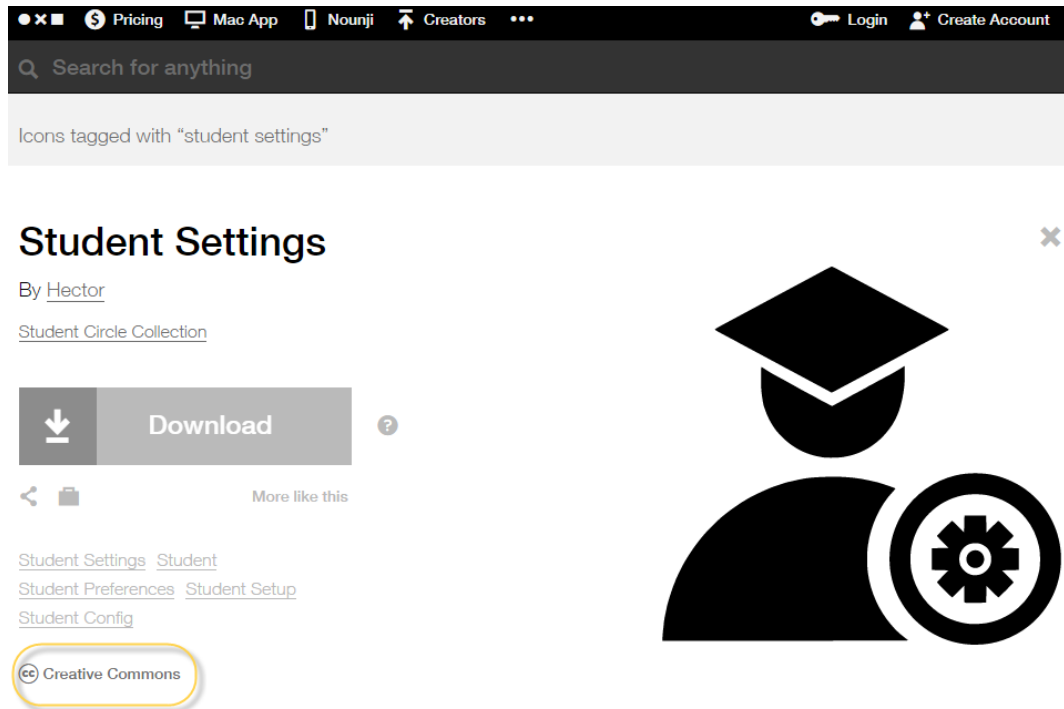 Pricing Mac App Nounji Creators ••• Login Create Account
Search for anything
Icons tagged with “student settings”
Student Settings
By Hector
Student Circle Collection
Download ?
More like this
Student Settings Student
Student Preferences Student Setup
Student Config
cc Creative Commons